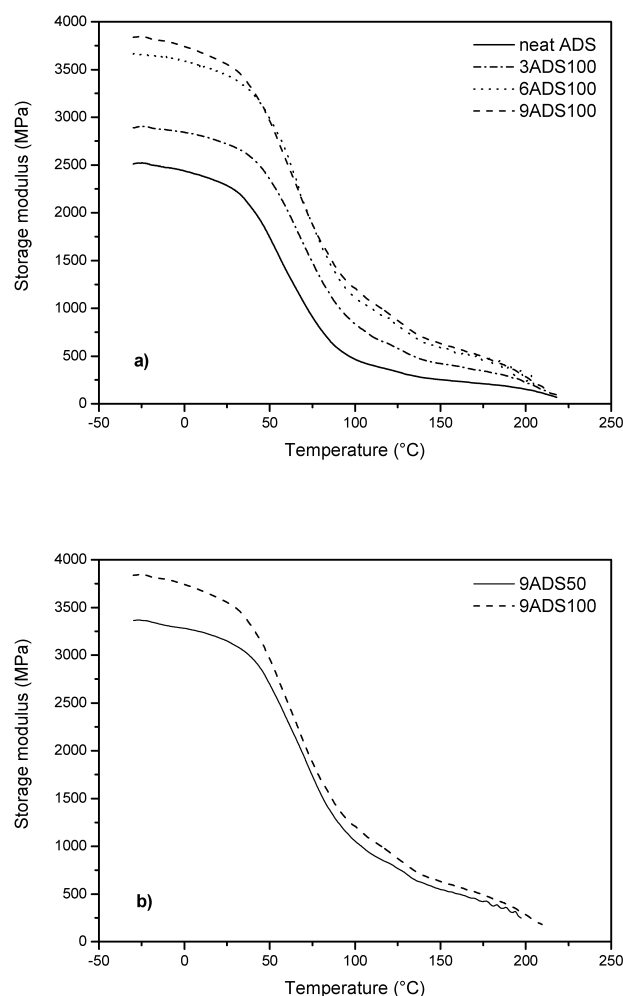 4000
3500
3000
2500
2000
1500
1000
500
0
Storage modulus (MPa)
neat ADS
3ADS100
6ADS100
9ADS100
a)
-50 0 50 100 150 200 250
Temperature (°C)
4000
3500
3000
2500
2000
1500
1000
500
0
Storage modulus (MPa)
9ADS50
9ADS100
b)
-50 0 50 100 150 200 250
Temperature (°C)